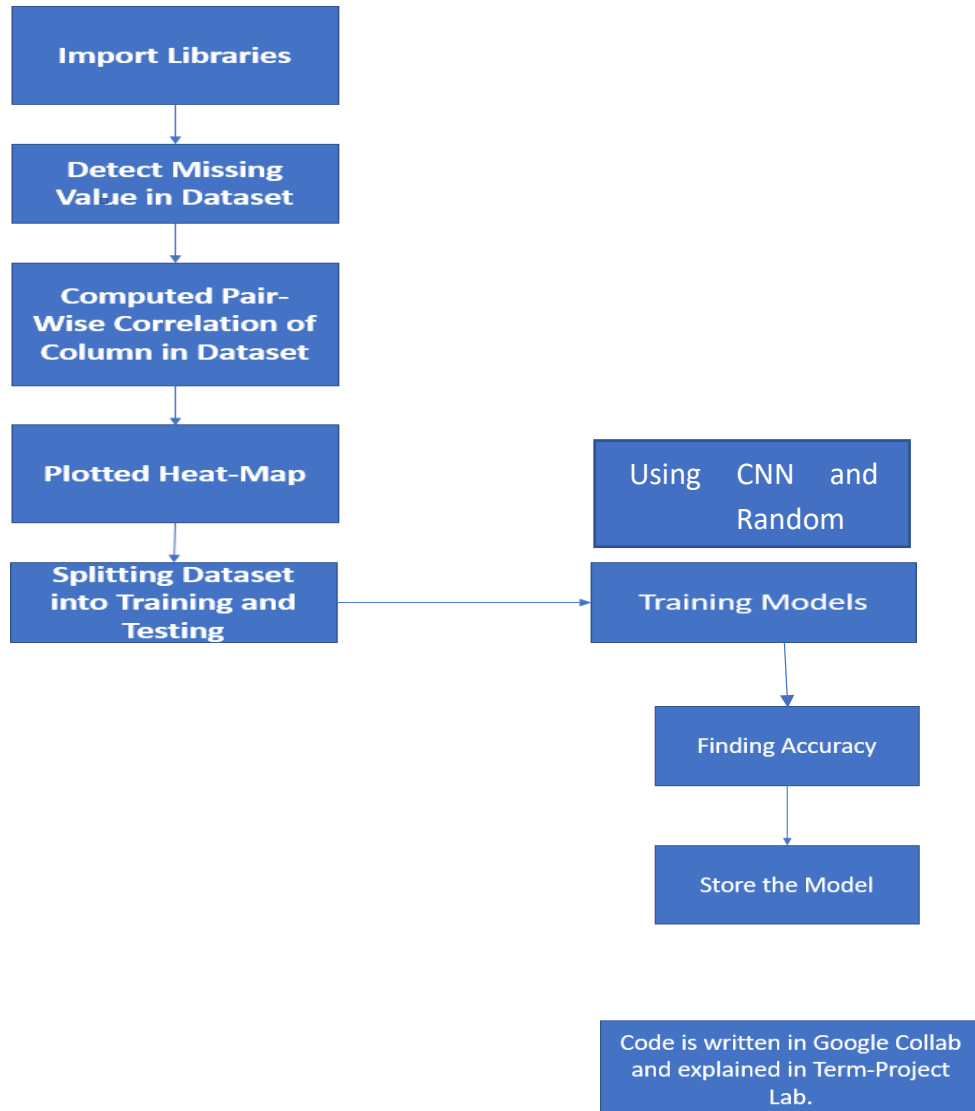 Import Libraries
Detect Missing
Value in Dataset
Computed Pair-
Wise Correlation of
Column in Dataset
Plotted Heat-Map
Splitting Dataset
into Training and
Testing
Using CNN and
Random
Training Models
Finding Accuracy
Store the Model
Code is written in Google Collab
and explained in Term-Project
Lab.